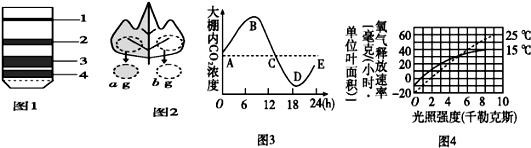 1
2
3
4
图1
a g
b g
图2
大棚内CO₂浓度
A
B
C
D
E
0 6 12 18 24(h)
图3
氧气释放速率
(毫克/小时·
单位叶面积)
60
40
20
0
-20
25 ℃
15 ℃
0 2 4 6 8 10
光照强度(千勒克斯)
图4